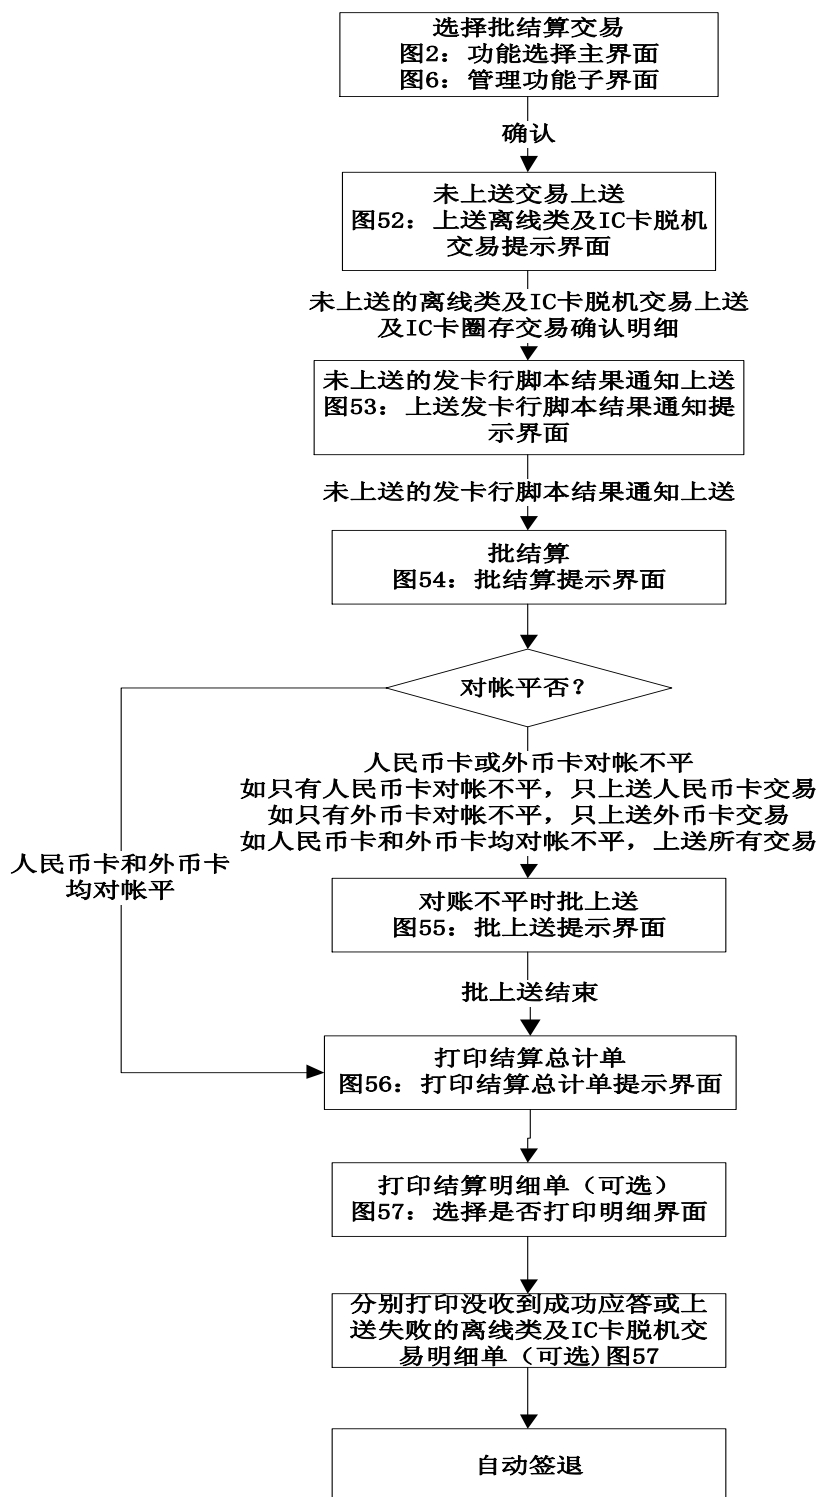 选择批结算交易
图2：功能选择主界面
图6：管理功能子界面
确认
未上送交易上送
图52：上送离线类及IC卡脱机
交易提示界面
未上送的离线类及IC卡脱机交易上送
及IC卡圈存交易确认明细
未上送的发卡行脚本结果通知上送
图53：上送发卡行脚本结果通知提
示界面
未上送的发卡行脚本结果通知上送
批结算
图54：批结算提示界面
对帐平否？
人民币卡或外币卡对帐不平
如只有人民币卡对帐不平，只上送人民币卡交易
如只有外币卡对帐不平，只上送外币卡交易
如人民币卡和外币卡均对帐不平，上送所有交易
人民币卡和外币卡
均对帐平
对账不平时批上送
图55：批上送提示界面
批上送结束
打印结算总计单
图56：打印结算总计单提示界面
打印结算明细单（可选）
图57：选择是否打印明细界面
分别打印没收到成功应答或上
送失败的离线类及IC卡脱机交
易明细单（可选)图57
自动签退